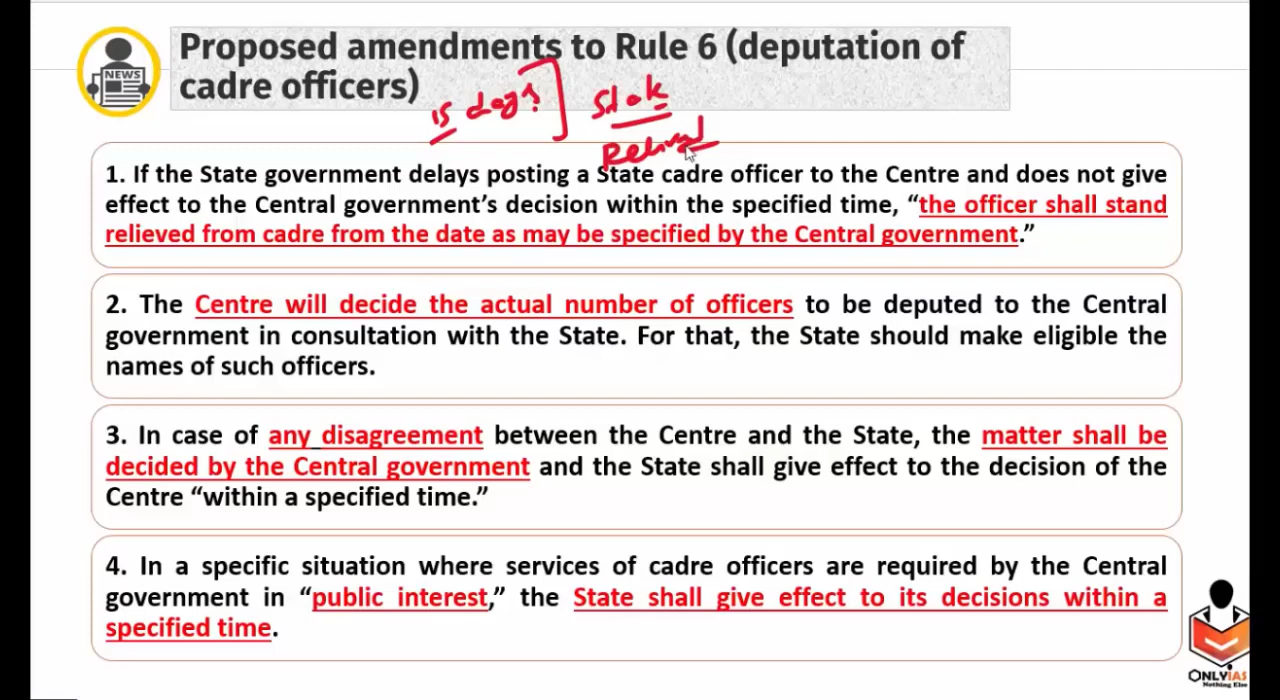 NEWS
Proposed amendments to Rule 6 (deputation of
cadre officers)
15 days
State
1. If the State government delays posting a State cadre officer to the Centre and does not give
effect to the Central government’s decision within the specified time, “the officer shall stand
relieved from cadre from the date as may be specified by the Central government.”
2. The Centre will decide the actual number of officers to be deputed to the Central
government in consultation with the State. For that, the State should make eligible the
names of such officers.
3. In case of any disagreement between the Centre and the State, the matter shall be
decided by the Central government and the State shall give effect to the decision of the
Centre “within a specified time.”
4. In a specific situation where services of cadre officers are required by the Central
government in “public interest,” the State shall give effect to its decisions within a
specified time.
ONLYIAS
Nothing Else